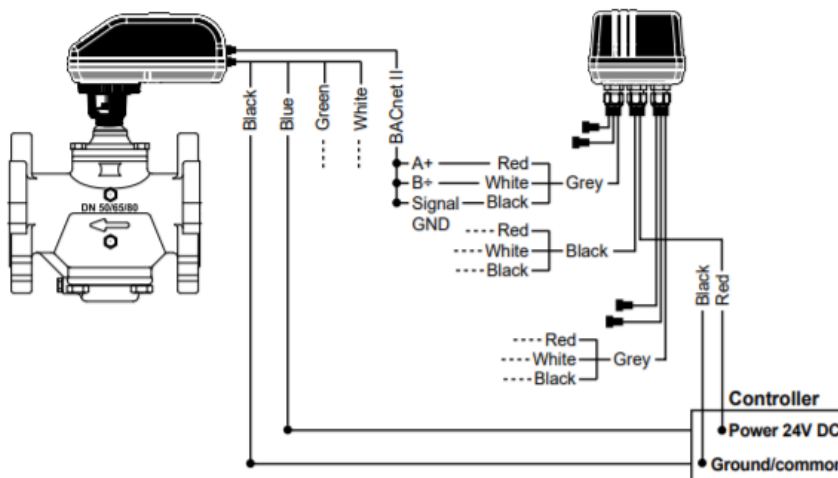 Black
Blue
Green
White
BACnet II
A+
Red
B÷
White
Grey
Signal
GND
Black
DN 50/65/80
Red
White
Black
Black
Black
Red
Red
White
Grey
Black
Controller
Power 24V DC
Ground/common